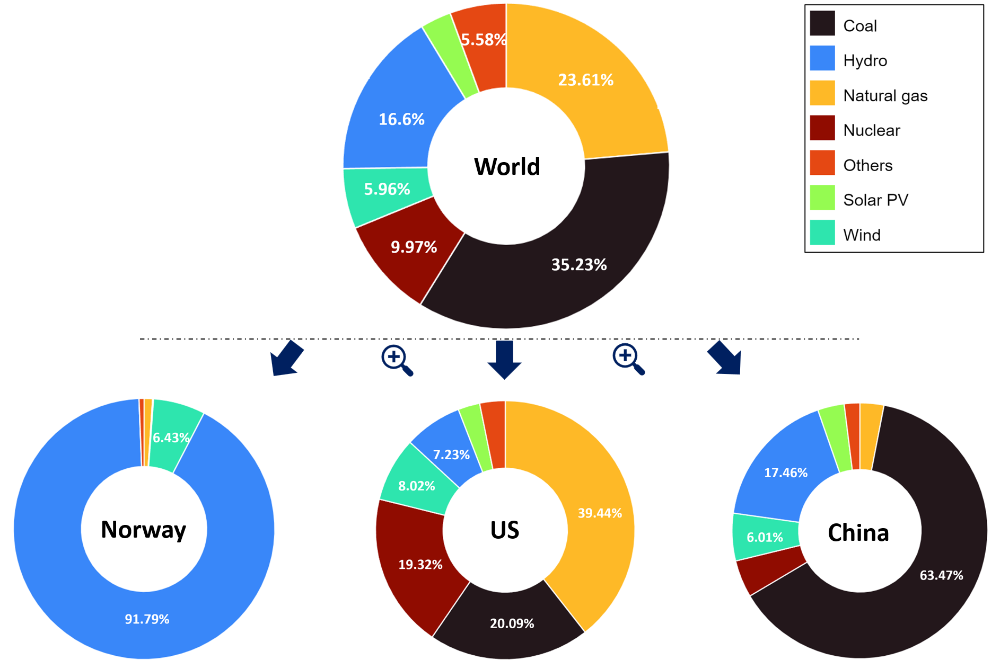 5.58%
23.61%
16.6%
World
5.96%
9.97%
35.23%
Coal
Hydro
Natural gas
Nuclear
Others
Solar PV
Wind
6.43%
Norway
91.79%
7.23%
8.02%
39.44%
US
19.32%
20.09%
17.46%
6.01%
China
63.47%